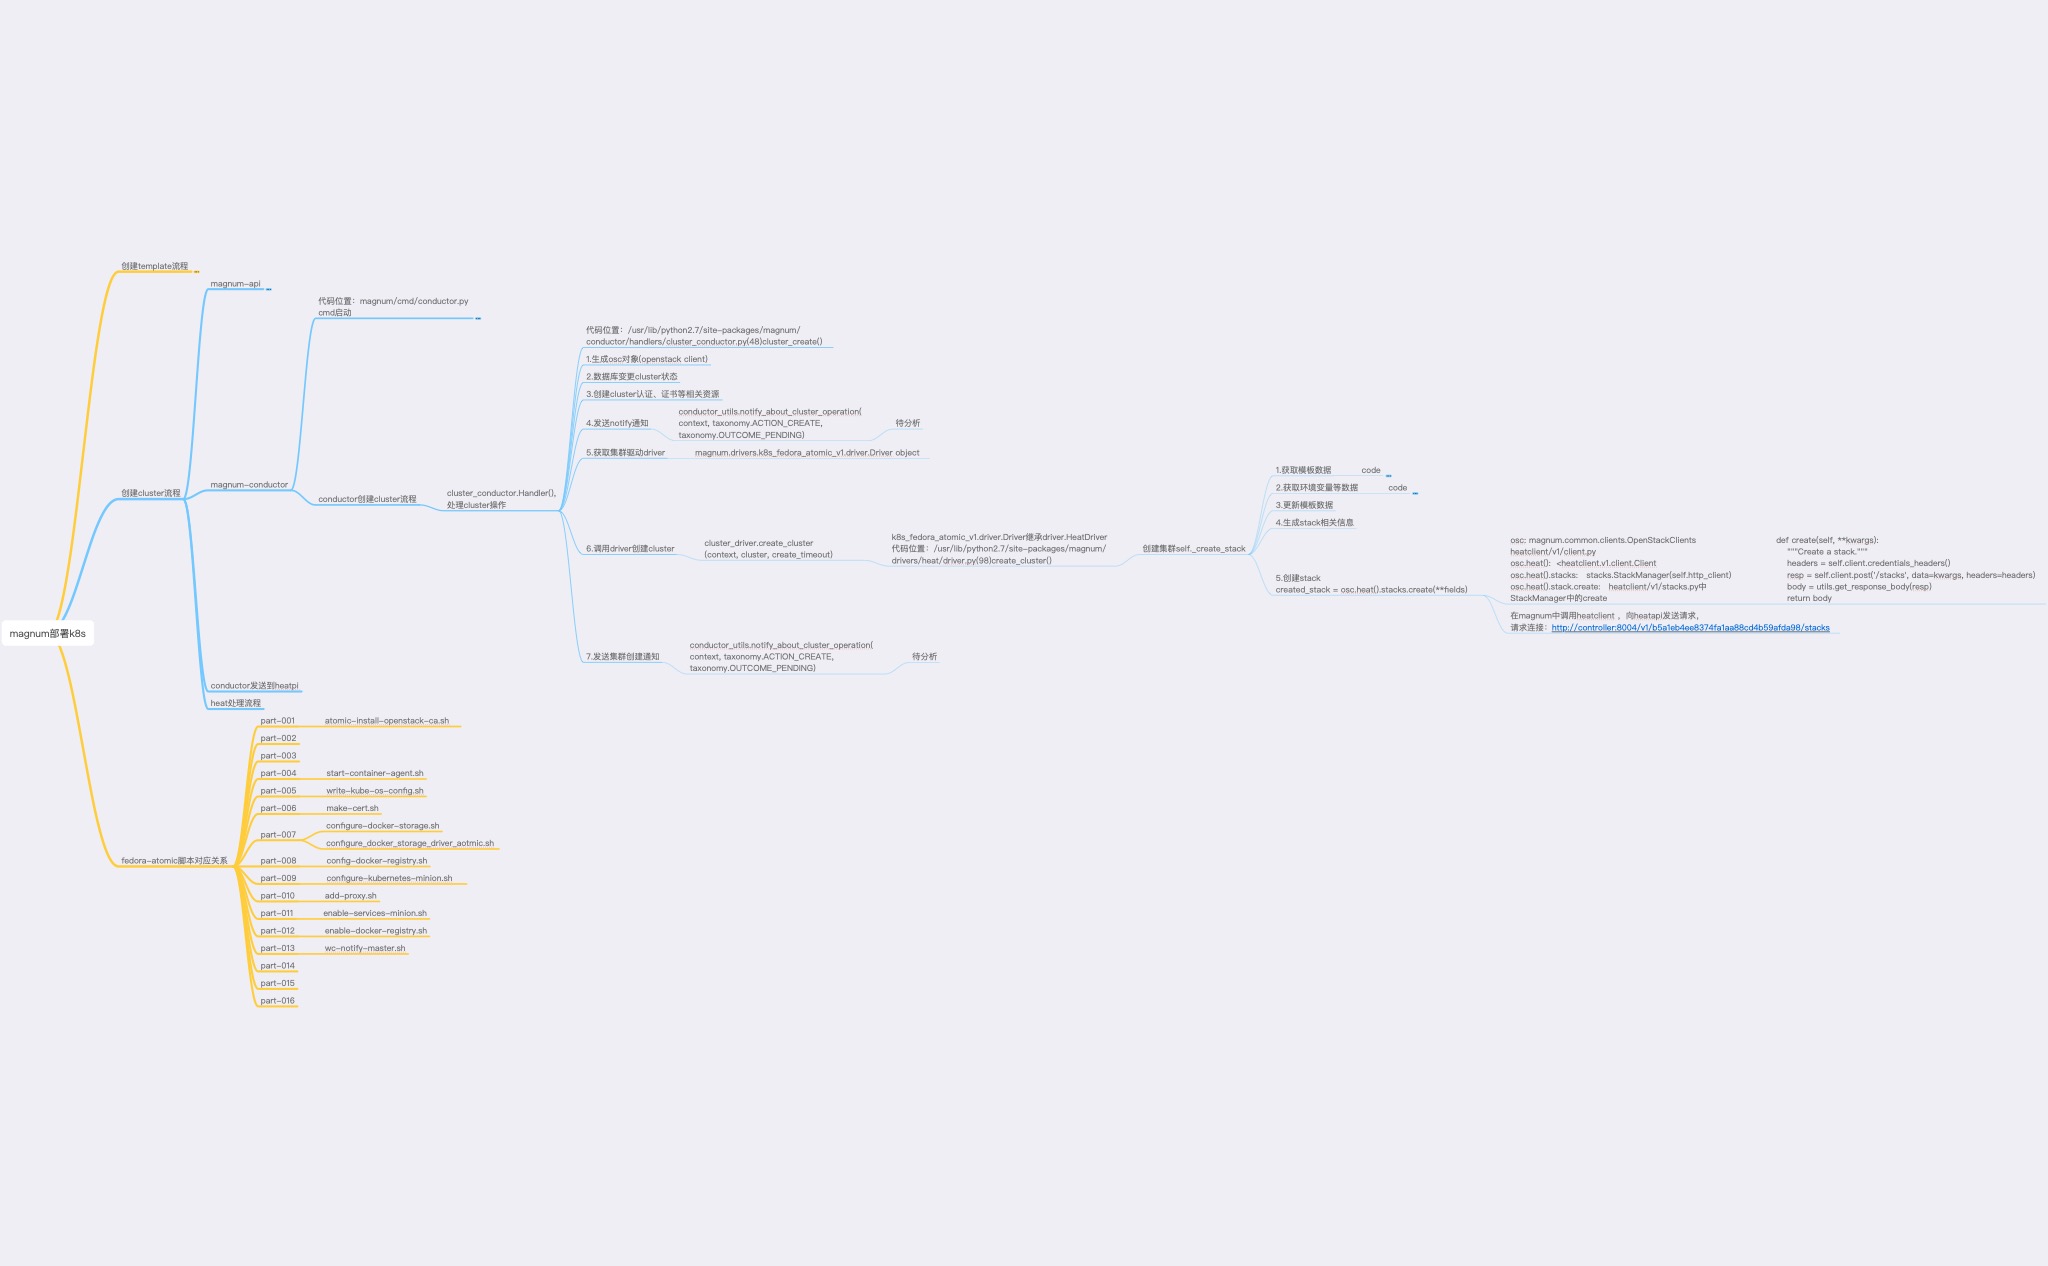 magnum部署k8s
创建template流程
创建cluster流程
magnum-api
magnum-conductor
代码位置：magnum/cmd/conductor.py
cmd启动
conductor创建cluster流程
cluster_conductor.Handler(),
处理cluster操作
代码位置：/usr/lib/python2.7/site-packages/magnum/
conductor/handlers/cluster_conductor.py(48)cluster_create()
1.生成osc对象(openstack client)
2.数据库变更cluster状态
3.创建cluster认证、证书等相关资源
4.发送notify通知
conductor_utils.notify_about_cluster_operation(
context, taxonomy.ACTION_CREATE,
taxonomy.OUTCOME_PENDING)
待分析
5.获取集群驱动driver
magnum.drivers.k8s_fedora_atomic_v1.driver.Driver object
6.调用driver创建cluster
cluster_driver.create_cluster
(context, cluster, create_timeout)
k8s_fedora_atomic_v1.driver.Driver继承driver.HeatDriver
代码位置：/usr/lib/python2.7/site-packages/magnum/
drivers/heat/driver.py(98)create_cluster()
创建集群self._create_stack
1.获取模板数据
code
2.获取环境变量等数据
code
3.更新模板数据
4.生成stack相关信息
5.创建stack
created_stack = osc.heat().stacks.create(**fields)
osc: magnum.common.clients.OpenStackClients
heatclient/v1/client.py
osc.heat(): <heatclient.v1.client.Client
osc.heat().stacks: stacks.StackManager(self.http_client)
osc.heat().stack.create: heatclient/v1/stacks.py中
StackManager中的create
def create(self, **kwargs):
"""Create a stack."""
headers = self.client.credentials_headers()
resp = self.client.post('/stacks', data=kwargs, headers=headers)
body = utils.get_response_body(resp)
return body
在magnum中调用heatclient ，向heatapi发送请求，
请求连接：http://controller:8004/v1/b5a1eb4ee8374fa1aa88cd4b59afda98/stacks
7.发送集群创建通知
conductor_utils.notify_about_cluster_operation(
context, taxonomy.ACTION_CREATE,
taxonomy.OUTCOME_PENDING)
待分析
conductor发送到heatpi
heat处理流程
fedora-atomic脚本对应关系
part-001
atomic-install-openstack-ca.sh
part-002
part-003
part-004
start-container-agent.sh
part-005
write-kube-os-config.sh
part-006
make-cert.sh
part-007
configure-docker-storage.sh
configure_docker_storage_driver_aotmic.sh
part-008
config-docker-registry.sh
part-009
configure-kubernetes-minion.sh
part-010
add-proxy.sh
part-011
enable-services-minion.sh
part-012
enable-docker-registry.sh
part-013
wc-notify-master.sh
part-014
part-015
part-016